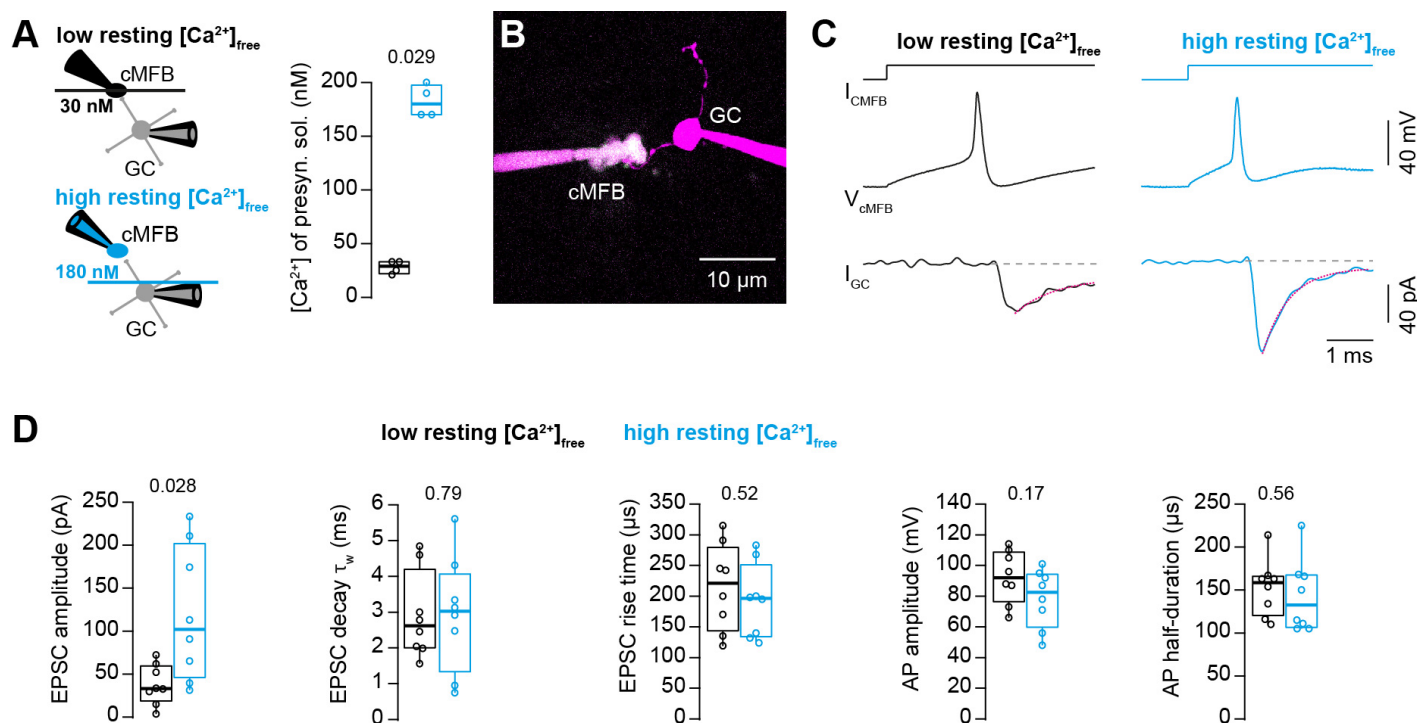 A
low resting [Ca²⁺]free
cMFB
30 nM
GC
high resting [Ca²⁺]free
cMFB
180 nM
GC
[Ca²⁺] of presyn. sol. (nM)
0.029
200
150
100
50
0
B
GC
cMFB
10 µm
C
low resting [Ca²⁺]free
high resting [Ca²⁺]free
ICMFB
VcMFB
40 mV
IGC
40 pA
1 ms
D
low resting [Ca²⁺]free
high resting [Ca²⁺]free
EPSC amplitude (pA)
0.028
250
200
150
100
50
0
EPSC decay τw (ms)
0.79
6
5
4
3
2
1
0
EPSC rise time (µs)
0.52
350
300
250
200
150
100
50
0
AP amplitude (mV)
0.17
140
120
100
80
60
40
20
0
AP half-duration (µs)
0.56
250
200
150
100
50
0